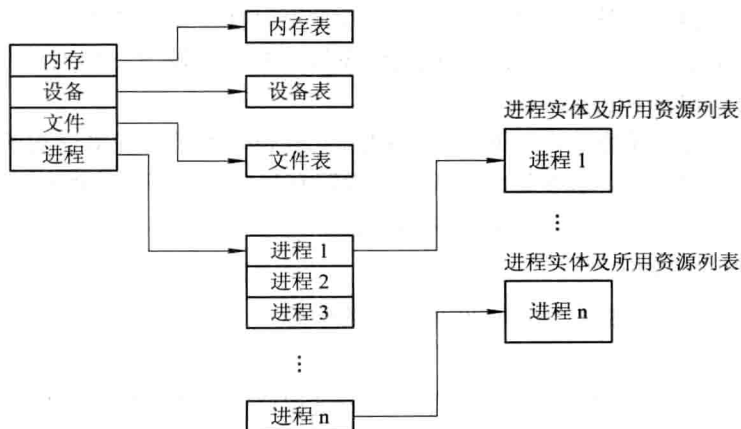 内存
设备
文件
进程
内存表
设备表
文件表
进程 1
进程 2
进程 3
⋮
进程 n
进程实体及所用资源列表
进程 1
⋮
进程实体及所用资源列表
进程 n